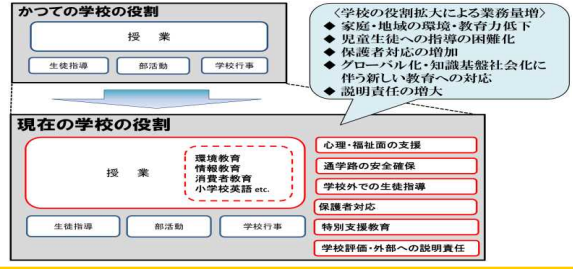 かつての学校の役割
授　業
生徒指導
部活動
学校行事
〈学校の役割拡大による業務量増〉
◆ 家庭・地域の環境・教育力低下
◆ 児童生徒への指導の困難化
◆ 保護者対応の増加
◆ グローバル化・知識基盤社会化に
伴う新しい教育への対応
◆ 説明責任の増大
現在の学校の役割
授　業
環境教育
情報教育
消費者教育
小学校英語 etc.
生徒指導
部活動
学校行事
心理・福祉面の支援
通学路の安全確保
学校外での生徒指導
保護者対応
特別支援教育
学校評価・外部への説明責任